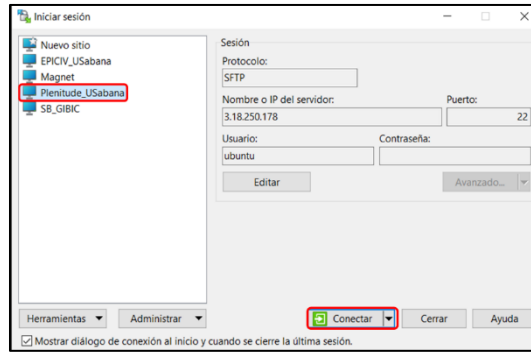 Iniciar sesión
Nuevo sitio
EPICIV_USabana
Magnet
Plenitude_USabana
SB_GIBIC
Sesión
Protocolo:
SFTP
Nombre o IP del servidor:
Puerto:
3.18.250.178
22
Usuario:
Contraseña:
ubuntu
Editar
Avanzado...
Herramientas
Administrar
Conectar
Cerrar
Ayuda
Mostrar diálogo de conexión al inicio y cuando se cierre la última sesión.